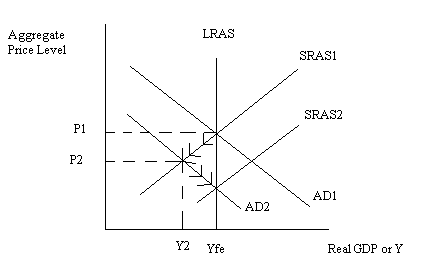 Aggregate
Price Level
LRAS
SRAS1
P1
SRAS2
P2
AD1
AD2
Y2
Yfe
Real GDP or Y